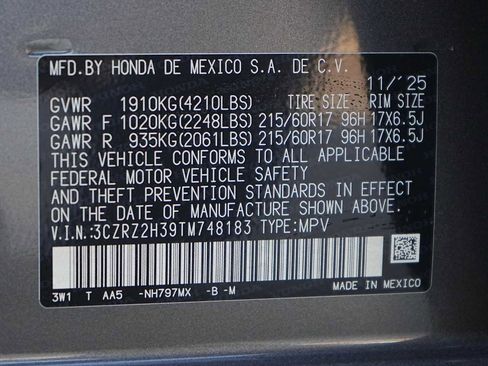 MFD.BY HONDA DE MEXICO S.A. DE C.V.
11/'25
GVWR 1910KG(4210LBS) TIRE SIZE RIM SIZE
GAWR F 1020KG(2248LBS) 215/60R17 96H 17X6.5J
GAWR R 935KG(2061LBS) 215/60R17 96H 17X6.5J
THIS VEHICLE CONFORMS TO ALL APPLICABLE
FEDERAL MOTOR VEHICLE SAFETY
AND THEFT PREVENTION STANDARDS IN EFFECT
ON THE DATE OF MANUFACTURE SHOWN ABOVE.
V.I.N.:3CZRZ2H39TM748183 TYPE:MPV
3W1 T AA5 -NH797MX -B -M
MADE IN MEXICO